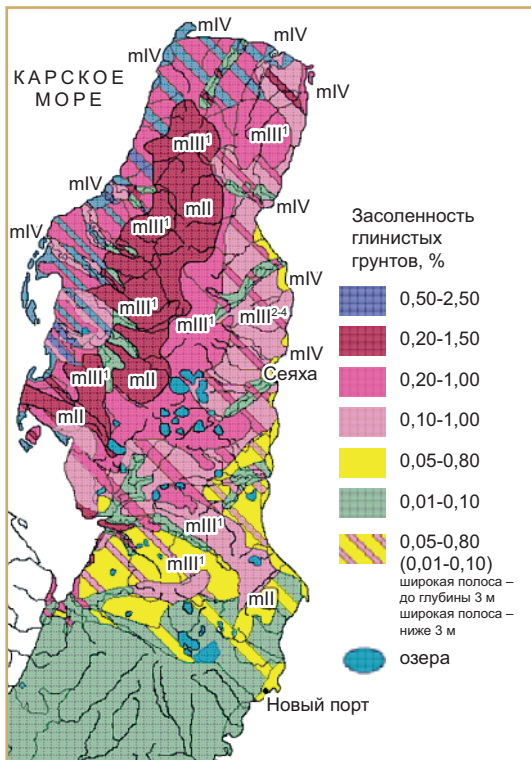 mIV
mIV
КАРСКОЕ
МОРЕ
mIV
mIII¹
mIII¹
mIV
mIV
mII
mIV
mIII¹
mIV
mIII¹
mIII¹
mIII²⁻⁴
mIV
Сеяха
mIII¹
mII
mII
mIII¹
mIII¹
mII
Новый порт
Засоленность
глинистых
грунтов, %
0,50-2,50
0,20-1,50
0,20-1,00
0,10-1,00
0,05-0,80
0,01-0,10
0,05-0,80
(0,01-0,10)
широкая полоса –
до глубины 3 м
широкая полоса –
ниже 3 м
озера